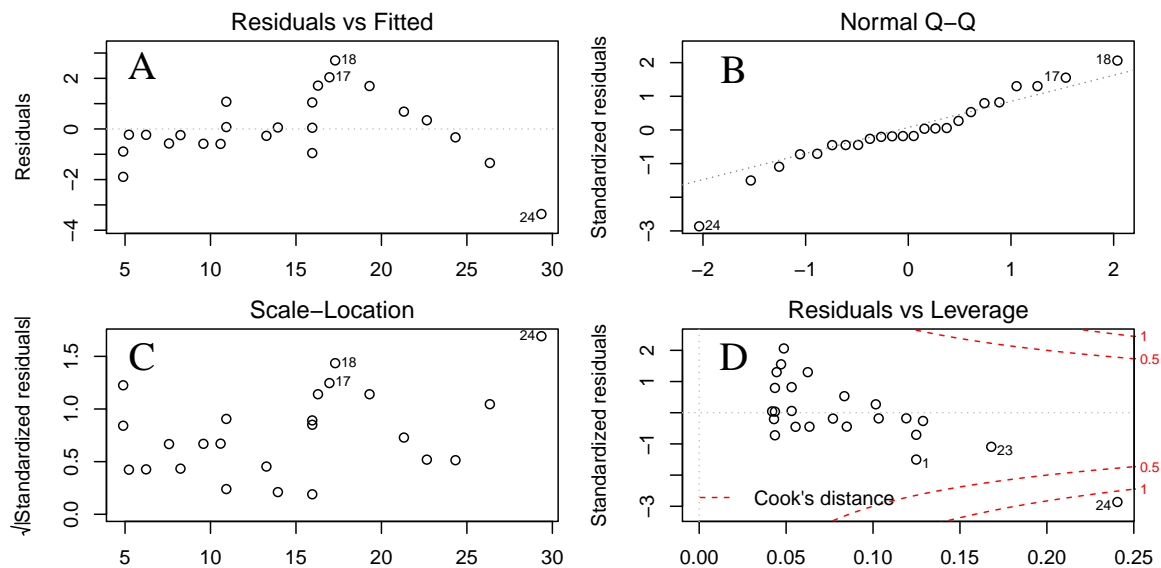 Residuals vs Fitted
A
Residuals
2
0
−2
−4
18
17
24
5 10 15 20 25 30
Normal Q−Q
B
Standardized residuals
2
1
0
−1
−3
18
17
24
−2 −1 0 1 2
Scale−Location
C
√|Standardized residuals|
1.5
1.0
0.5
0.0
24
18
17
5 10 15 20 25 30
Residuals vs Leverage
D
Standardized residuals
2
1
−1
−3
1
0.5
0.5
1
23
1
24
Cook's distance
0.00 0.05 0.10 0.15 0.20 0.25